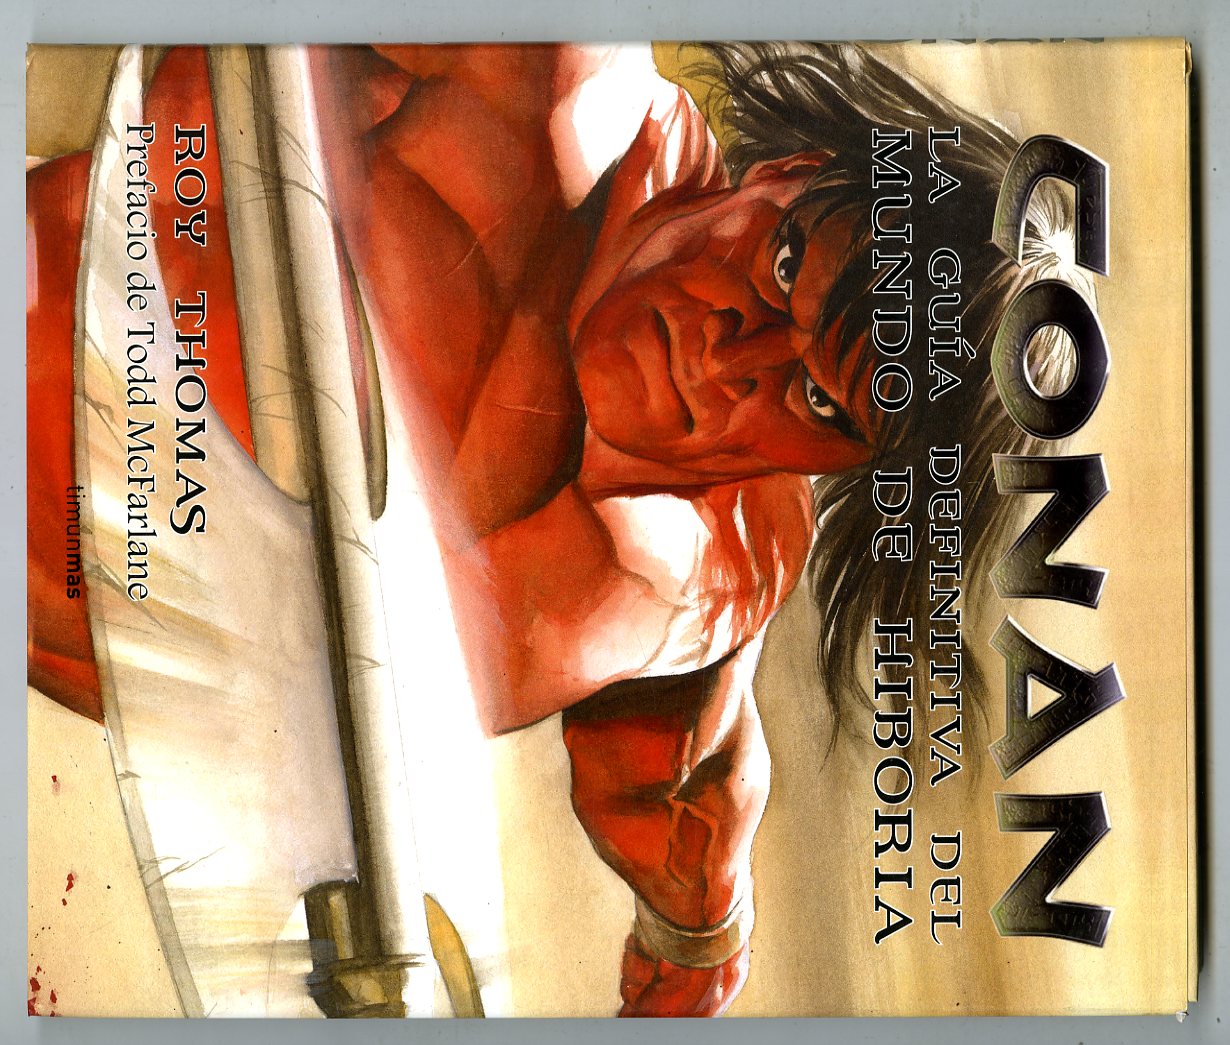 CONAN
LA GUÍA DEFINITIVA DEL
MUNDO DE HIBORIA
ROY THOMAS
Prefacio de Todd McFarlane
timunmas